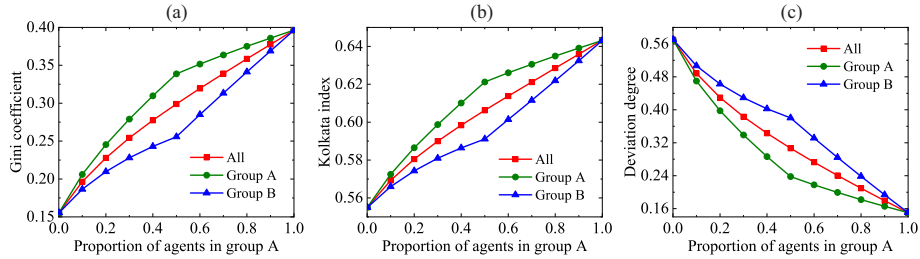 (a)
0.40
0.35
0.30
0.25
0.20
0.15
Gini coefficient
All
Group A
Group B
0.0 0.2 0.4 0.6 0.8 1.0
Proportion of agents in group A
(b)
0.64
0.62
0.60
0.58
0.56
Kolkata index
All
Group A
Group B
0.0 0.2 0.4 0.6 0.8 1.0
Proportion of agents in group A
(c)
0.56
0.48
0.40
0.32
0.24
0.16
Deviation degree
All
Group A
Group B
0.0 0.2 0.4 0.6 0.8 1.0
Proportion of agents in group A